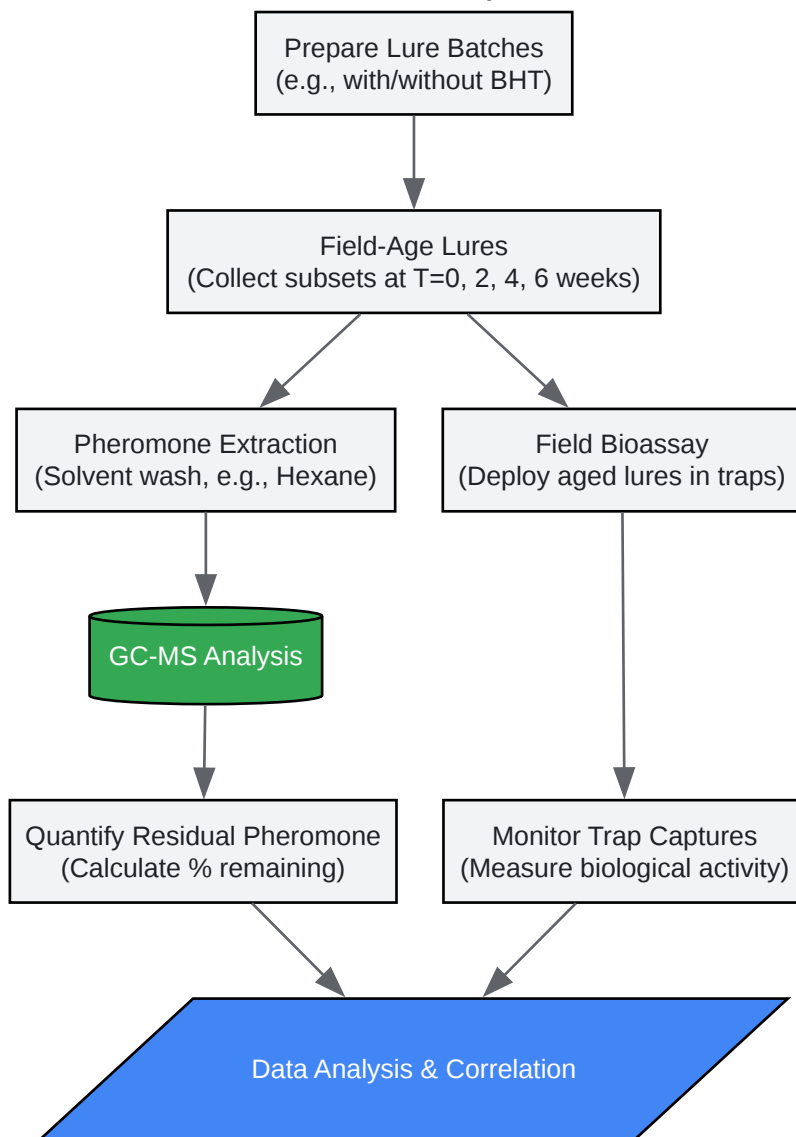 Prepare Lure Batches
(e.g., with/without BHT)
Field-Age Lures
(Collect subsets at T=0, 2, 4, 6 weeks)
Pheromone Extraction
(Solvent wash, e.g., Hexane)
Field Bioassay
(Deploy aged lures in traps)
GC-MS Analysis
Quantify Residual Pheromone
(Calculate % remaining)
Monitor Trap Captures
(Measure biological activity)
Data Analysis & Correlation